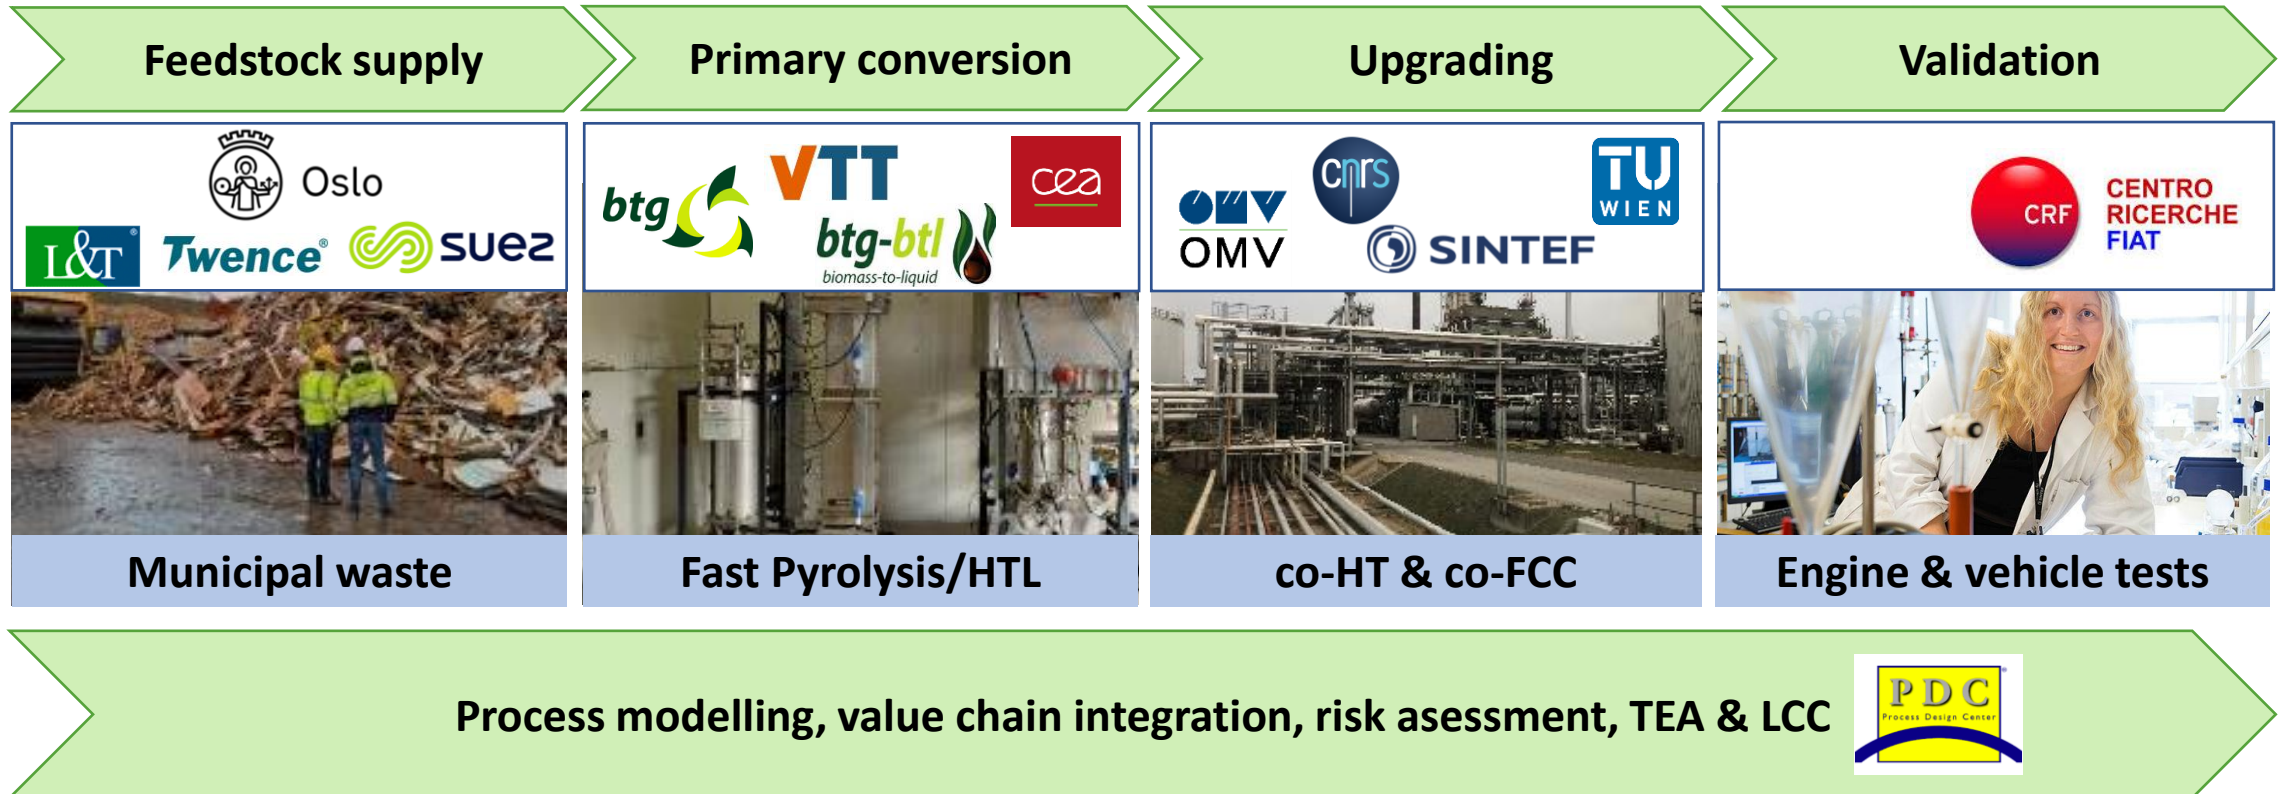 Feedstock supply
Primary conversion
Upgrading
Validation
Oslo
L&T®
Twence®
suez
btg
VTT
btg-btl
biomass-to-liquid
cea
OMV
OMV
cnrs
SINTEF
TU
WIEN
CRF
CENTRO
RICERCHE
FIAT
Municipal waste
Fast Pyrolysis/HTL
co-HT & co-FCC
Engine & vehicle tests
Process modelling, value chain integration, risk asessment, TEA & LCC
PDC®
Process Design Center